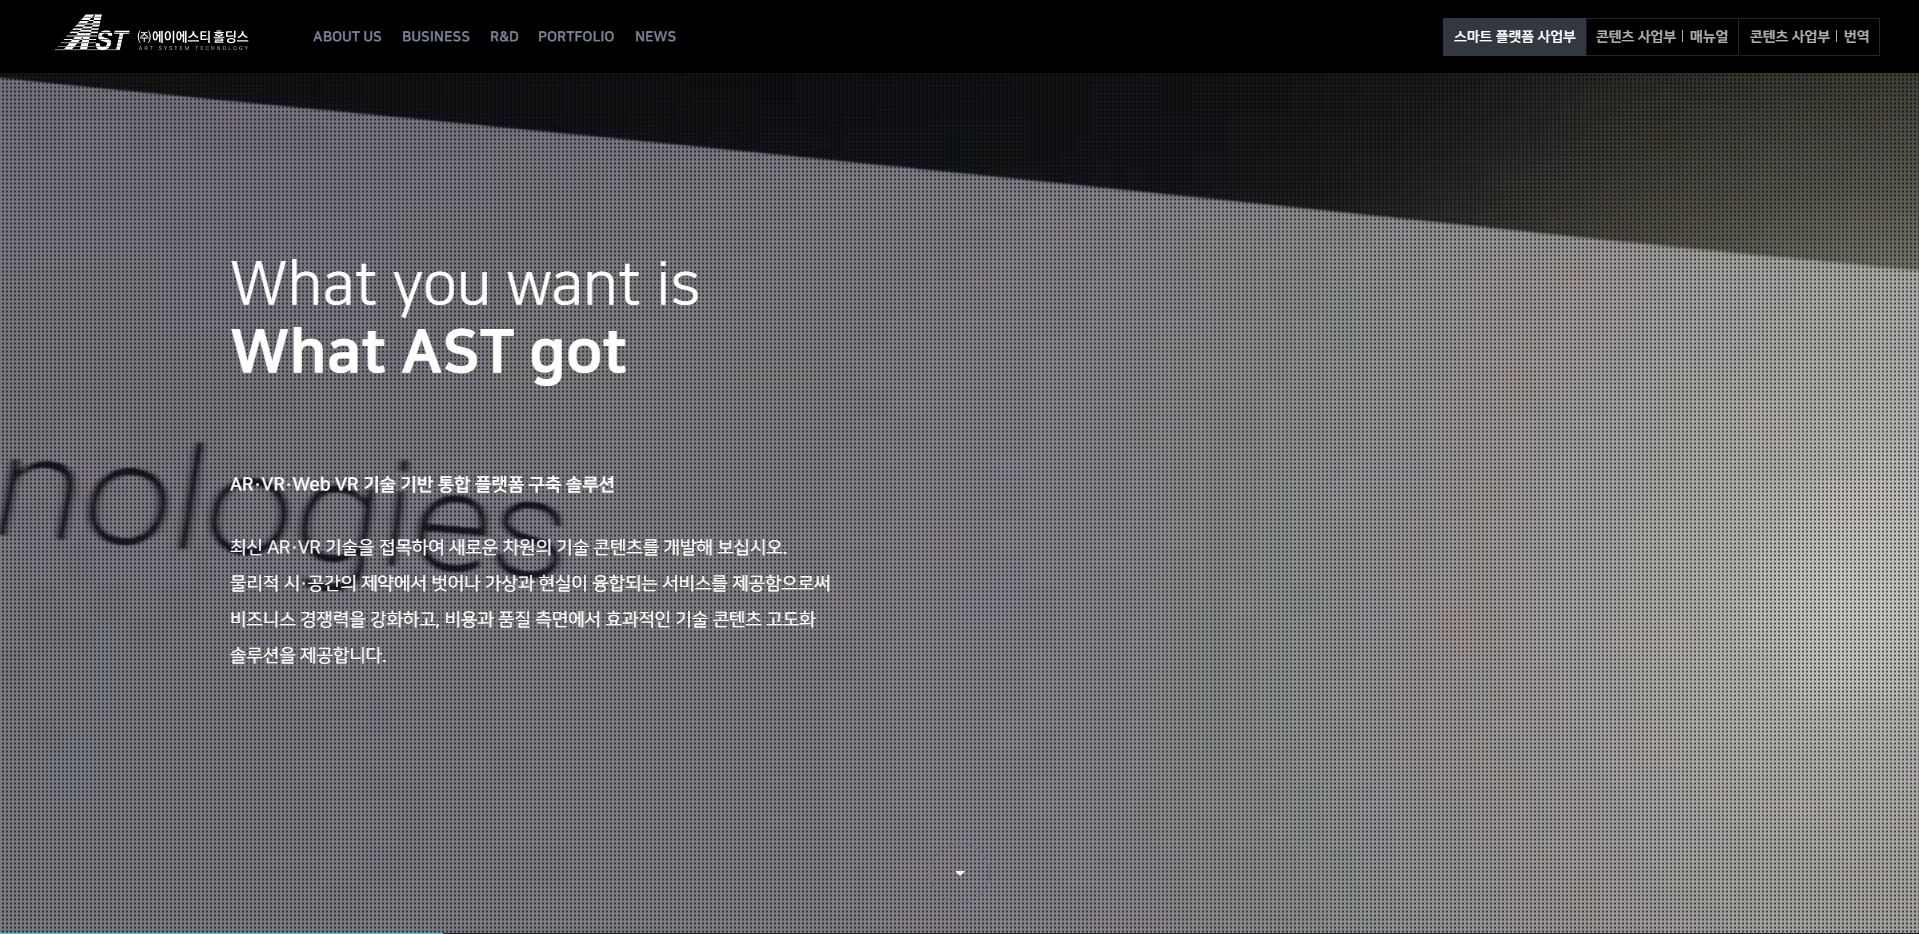 AST (주)에이에스티 홀딩스
ART SYSTEM TECHNOLOGY
ABOUT US BUSINESS R&D PORTFOLIO NEWS
스마트 플랫폼 사업부 콘텐츠 사업부 | 매뉴얼 콘텐츠 사업부 | 번역
What you want is
What AST got
nologies
AR·VR·Web VR 기술 기반 통합 플랫폼 구축 솔루션
최신 AR·VR 기술을 접목하여 새로운 차원의 기술 콘텐츠를 개발해 보십시오.
물리적 시·공간의 제약에서 벗어나 가상과 현실이 융합되는 서비스를 제공함으로써
비즈니스 경쟁력을 강화하고, 비용과 품질 측면에서 효과적인 기술 콘텐츠 고도화
솔루션을 제공합니다.